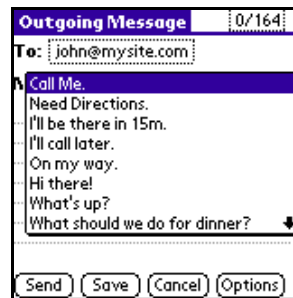 Outgoing Message 0/164
To: john@mysite.com
Call Me.
Need Directions.
I'll be there in 15m.
I'll call later.
On my way.
Hi there!
What's up?
What should we do for dinner?
Send Save Cancel Options